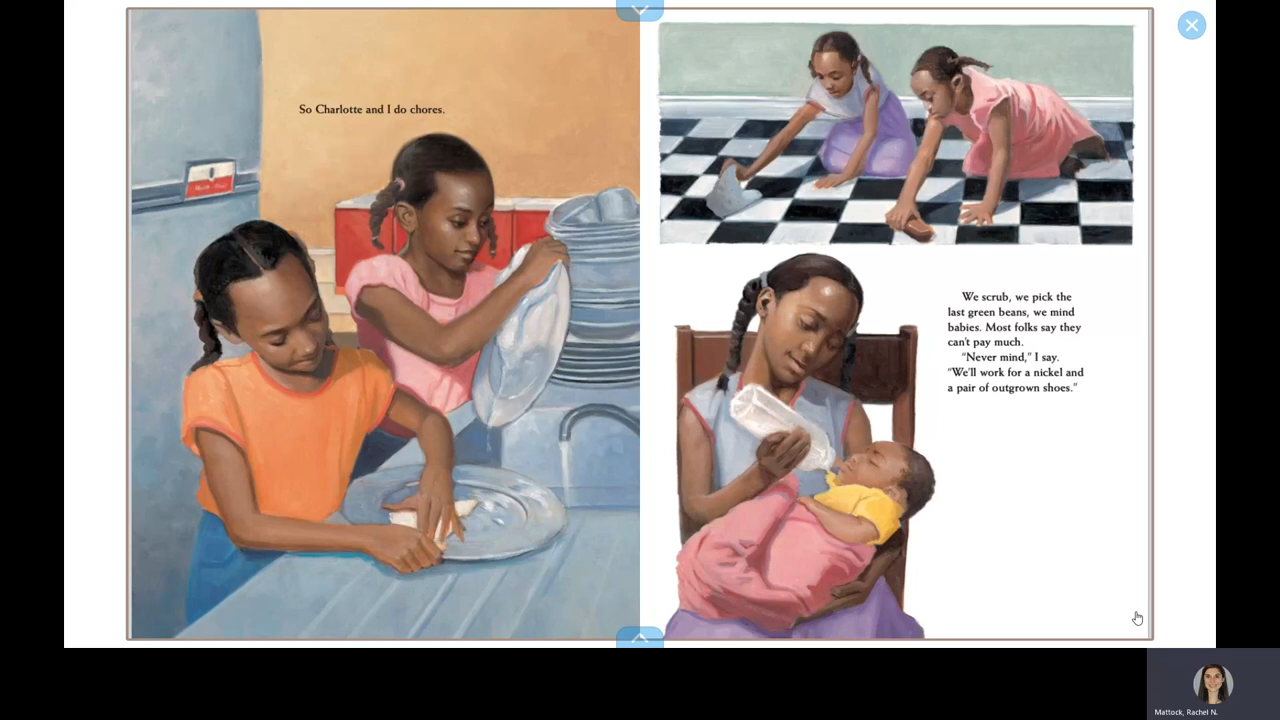 So Charlotte and I do chores.
We scrub, we pick the
last green beans, we mind
babies. Most folks say they
can't pay much.
"Never mind," I say.
"We'll work for a nickel and
a pair of outgrown shoes."
Mattock, Rachel N.